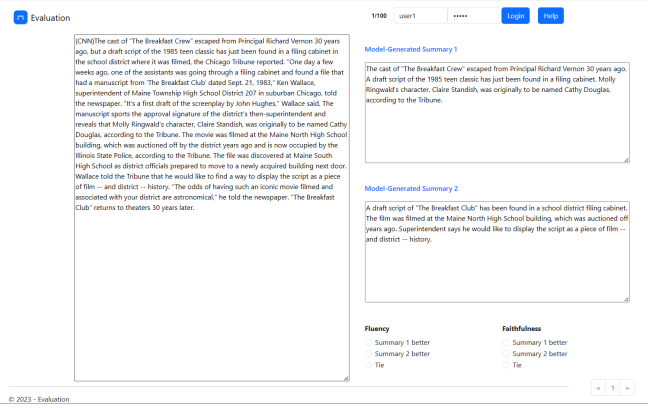 Evaluation
1/100
user1
•••••
Login
Help
(CNN)The cast of "The Breakfast Crew" escaped from Principal Richard Vernon 30 years
ago, but a draft script of the 1985 teen classic has just been found in a filing cabinet in
the school district where it was filmed, the Chicago Tribune reported. "One day a few
weeks ago, one of the assistants was going through a filing cabinet and found a file that
had a manuscript from 'The Breakfast Club' dated Sept. 21, 1983," Ken Wallace,
superintendent of Maine Township High School District 207 in suburban Chicago, told
the newspaper. "It's a first draft of the screenplay by John Hughes," Wallace said. The
manuscript sports the approval signature of the district's then-superintendent and
reveals that Molly Ringwald's character, Claire Standish, was originally to be named Cathy
Douglas, according to the Tribune. The movie was filmed at the Maine North High School
building, which was auctioned off by the district years ago and is now occupied by the
Illinois State Police, according to the Tribune. The file was discovered at Maine South
High School as district officials prepared to move to a newly acquired building next door.
Wallace told the Tribune that he would like to find a way to display the script as a piece
of film -- and district -- history. "The odds of having such an iconic movie filmed and
associated with your district are astronomical," he told the newspaper. "The Breakfast
Club" returns to theaters 30 years later.
Model-Generated Summary 1
The cast of "The Breakfast Crew" escaped from Principal Richard Vernon 30 years ago.
A draft script of the 1985 teen classic has just been found in a filing cabinet. Molly
Ringwald's character, Claire Standish, was originally to be named Cathy Douglas,
according to the Tribune.
Model-Generated Summary 2
A draft script of "The Breakfast Club" has been found in a school district filing cabinet.
The film was filmed at the Maine North High School building, which was auctioned off
years ago. Superintendent says he would like to display the script as a piece of film --
and district -- history.
Fluency
Summary 1 better
Summary 2 better
Tie
Faithfulness
Summary 1 better
Summary 2 better
Tie
« 1 »
© 2023 - Evaluation